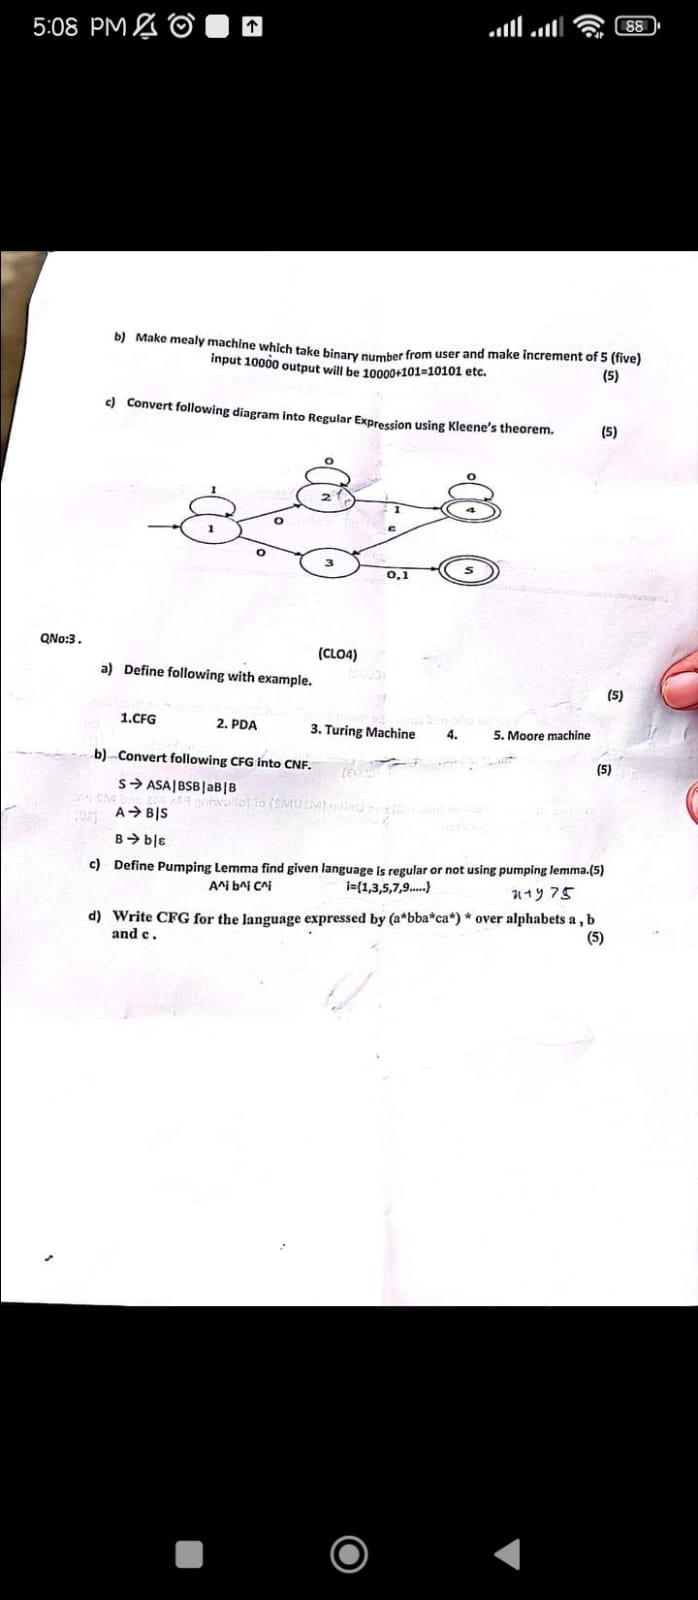 5:08 PM
88
b) Make mealy machine which take binary number from user and make increment of 5 (five)
input 10000 output will be 10000+101=10101 etc.
(5)
c) Convert following diagram into Regular Expression using Kleene's theorem.
(5)
0
0
1
2
4
1
1
0
ε
0
3
0,1
5
QNo:3.
(CLO4)
a) Define following with example.
(5)
1.CFG 2. PDA 3. Turing Machine 4. 5. Moore machine
b) Convert following CFG into CNF.
(5)
S→ ASA|BSB|aB|B
A→ B|S
B→ b|ε
c) Define Pumping Lemma find given language is regular or not using pumping lemma.(5)
A^i b^i C^i i={1,3,5,7,9.....}
d) Write CFG for the language expressed by (a*bba*ca*) * over alphabets a , b
and c .
(5)